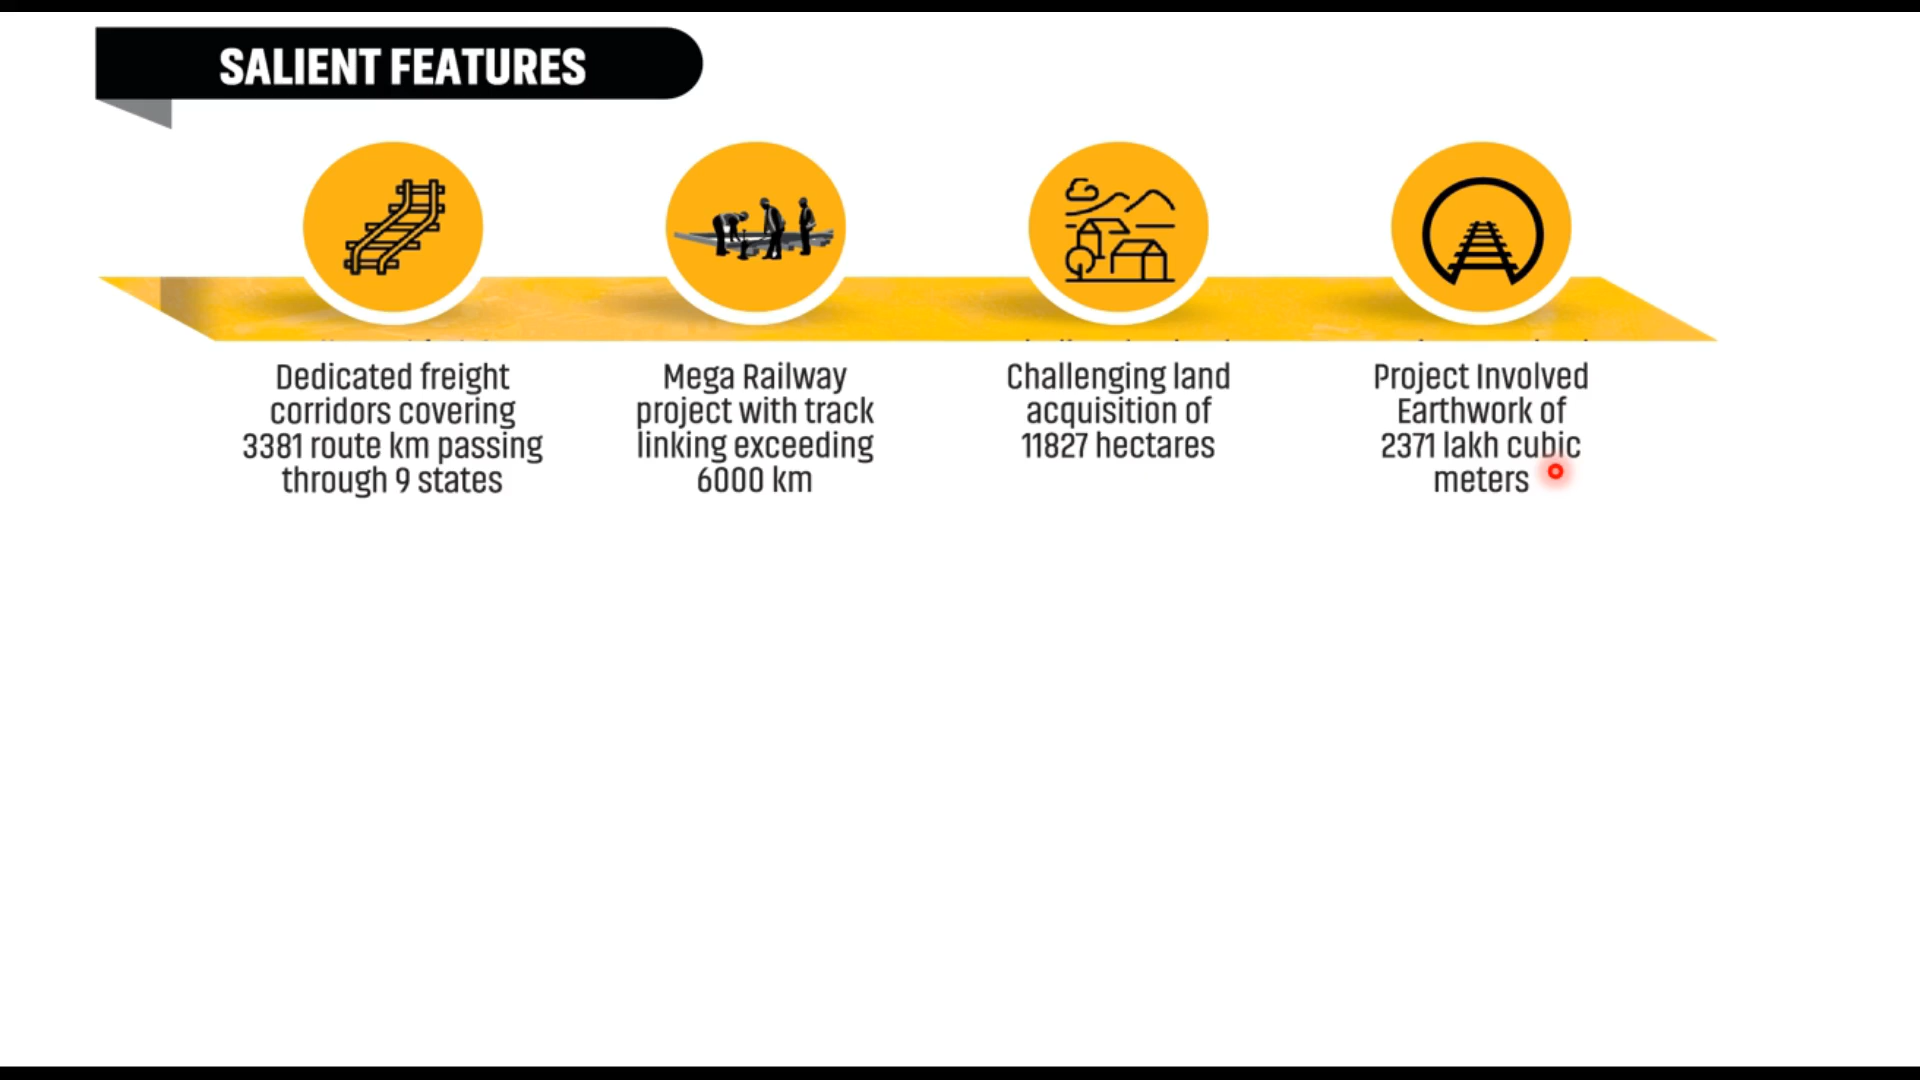 SALIENT FEATURES
Dedicated freight
corridors covering
3381 route km passing
through 9 states
Mega Railway
project with track
linking exceeding
6000 km
Challenging land
acquisition of
11827 hectares
Project Involved
Earthwork of
2371 lakh cubic
meters